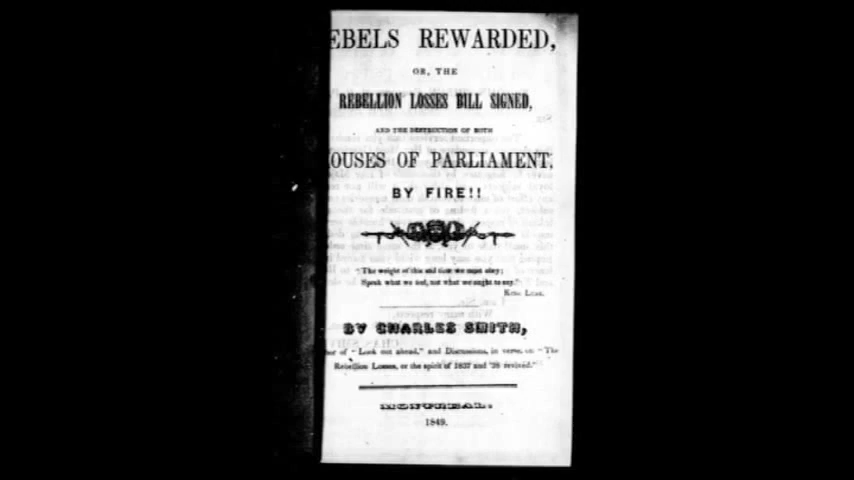 EBELS REWARDED,
OR, THE
REBELLION LOSSES BILL SIGNED,
AND THE DESTRUCTION OF BOTH
OUSES OF PARLIAMENT,
BY FIRE!!
"The weight of this sad time we must obey;
Speak what we feel, not what we ought to say."
KING LEAR.
BY CHARLES SMITH,
hor of "Look out ahead," and Discussions, in verse, on "The
Rebellion Losses, or the spirit of 1837 and '38 revived."
MONTREAL.
1849.